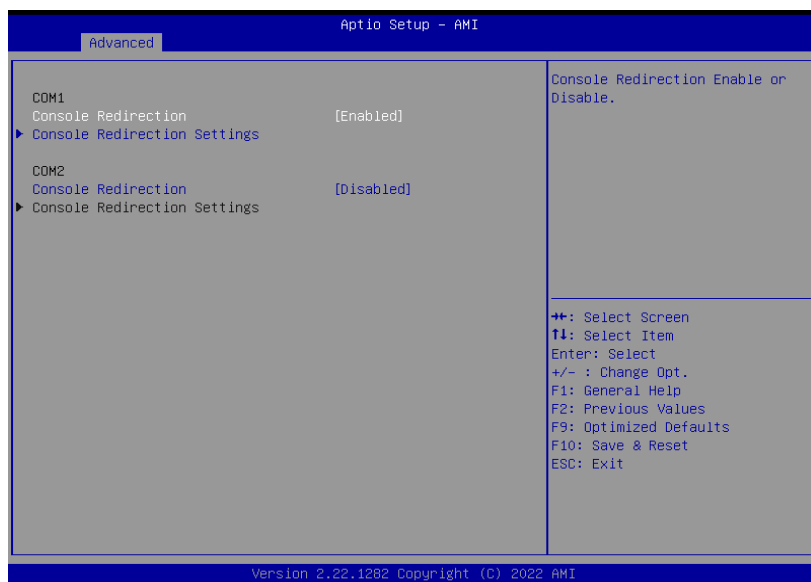 Aptio Setup – AMI
Advanced
COM1
Console Redirection [Enabled]
▶ Console Redirection Settings
COM2
Console Redirection [Disabled]
▶ Console Redirection Settings
Console Redirection Enable or
Disable.
→←: Select Screen
↑↓: Select Item
Enter: Select
+/- : Change Opt.
F1: General Help
F2: Previous Values
F9: Optimized Defaults
F10: Save & Reset
ESC: Exit
Version 2.22.1282 Copyright (C) 2022 AMI